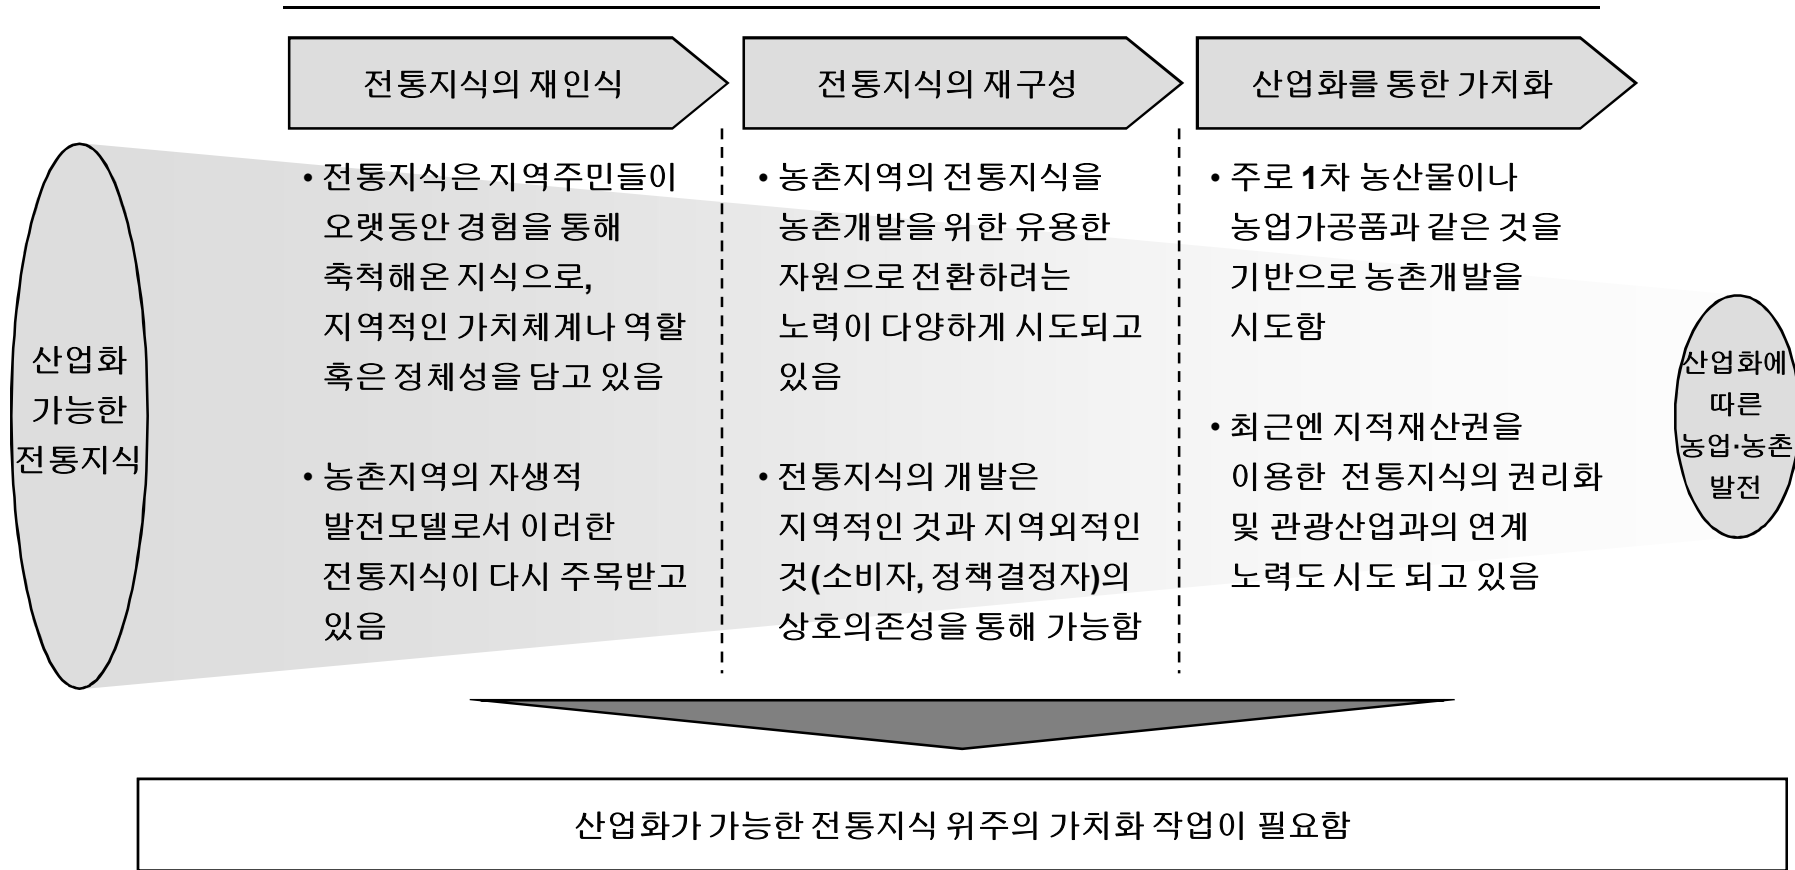 전통지식의 재인식
전통지식의 재구성
산업화를 통한 가치화
산업화
가능한
전통지식
• 전통지식은 지역주민들이
오랫동안 경험을 통해
축척해온 지식으로,
지역적인 가치체계나 역할
혹은 정체성을 담고 있음
• 농촌지역의 자생적
발전모델로서 이러한
전통지식이 다시 주목받고
있음
• 농촌지역의 전통지식을
농촌개발을 위한 유용한
자원으로 전환하려는
노력이 다양하게 시도되고
있음
• 전통지식의 개발은
지역적인 것과 지역외적인
것(소비자, 정책결정자)의
상호의존성을 통해 가능함
• 주로 1차 농산물이나
농업가공품과 같은 것을
기반으로 농촌개발을
시도함
• 최근엔 지적재산권을
이용한 전통지식의 권리화
및 관광산업과의 연계
노력도 시도 되고 있음
산업화에
따른
농업·농촌
발전
산업화가 가능한 전통지식 위주의 가치화 작업이 필요함